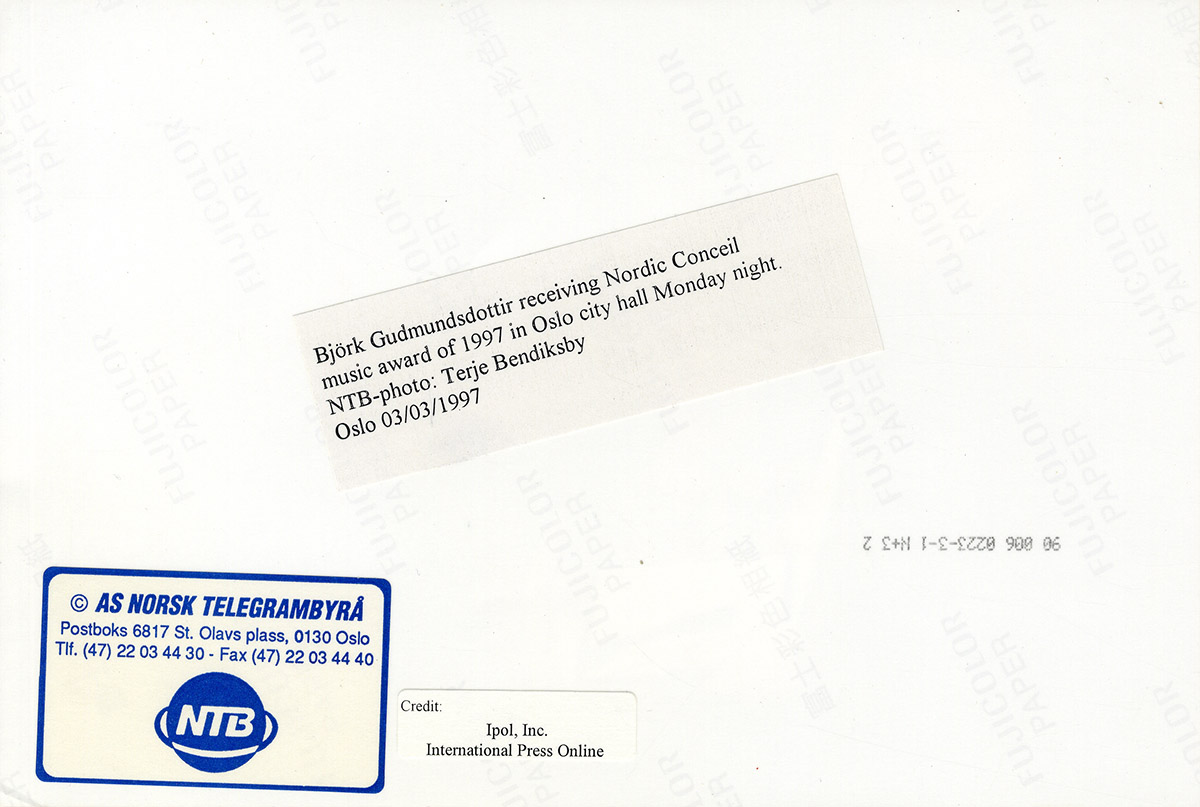 Björk Gudmundsdottir receiving Nordic Conceil
music award of 1997 in Oslo city hall Monday night.
NTB-photo: Terje Bendiksby
Oslo 03/03/1997
90 006 0223-3-1 N+3 2
© AS NORSK TELEGRAMBYRÅ
Postboks 6817 St. Olavs plass, 0130 Oslo
Tlf. (47) 22 03 44 30 - Fax (47) 22 03 44 40
NTB
Credit:
Ipol, Inc.
International Press Online
FUJICOLOR
PAPER